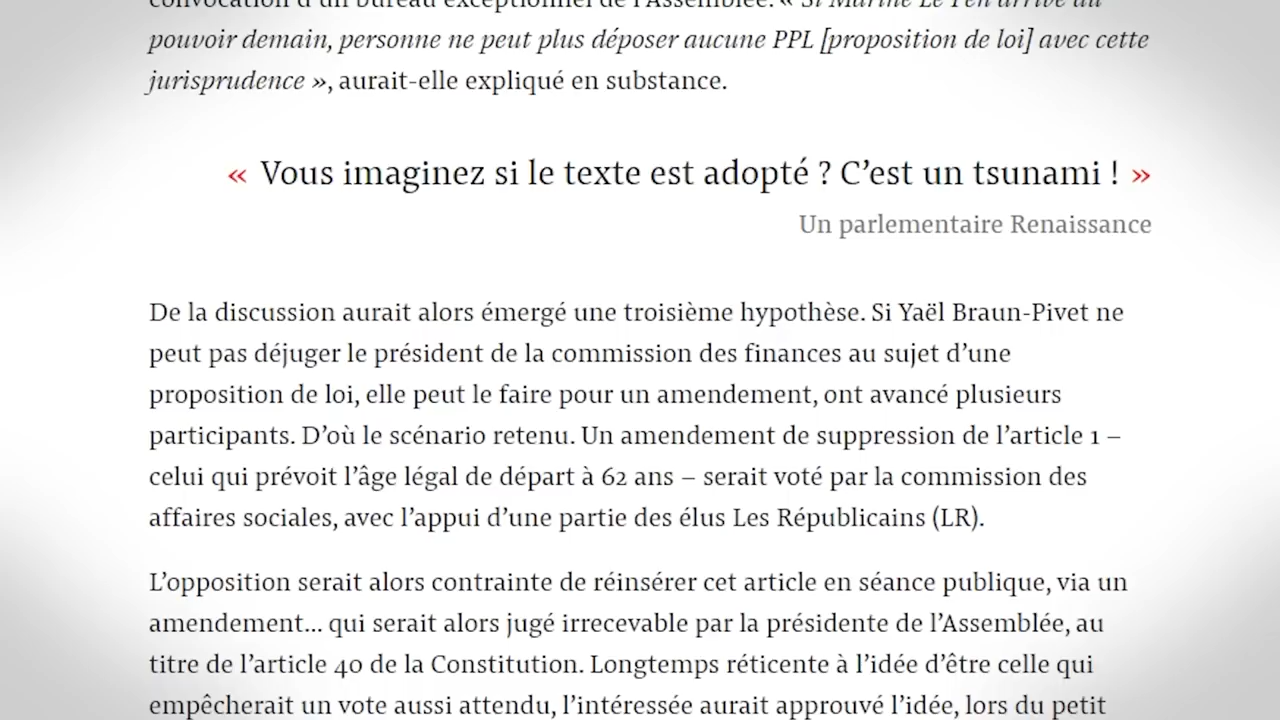 pouvoir demain, personne ne peut plus déposer aucune PPL [proposition de loi] avec cette
jurisprudence », aurait-elle expliqué en substance.
« Vous imaginez si le texte est adopté ? C’est un tsunami ! »
Un parlementaire Renaissance
De la discussion aurait alors émergé une troisième hypothèse. Si Yaël Braun-Pivet ne
peut pas déjuger le président de la commission des finances au sujet d’une
proposition de loi, elle peut le faire pour un amendement, ont avancé plusieurs
participants. D’où le scénario retenu. Un amendement de suppression de l’article 1 –
celui qui prévoit l’âge légal de départ à 62 ans – serait voté par la commission des
affaires sociales, avec l’appui d’une partie des élus Les Républicains (LR).
L’opposition serait alors contrainte de réinsérer cet article en séance publique, via un
amendement... qui serait alors jugé irrecevable par la présidente de l’Assemblée, au
titre de l’article 40 de la Constitution. Longtemps réticente à l’idée d’être celle qui
empêcherait un vote aussi attendu, l’intéressée aurait approuvé l’idée, lors du petit